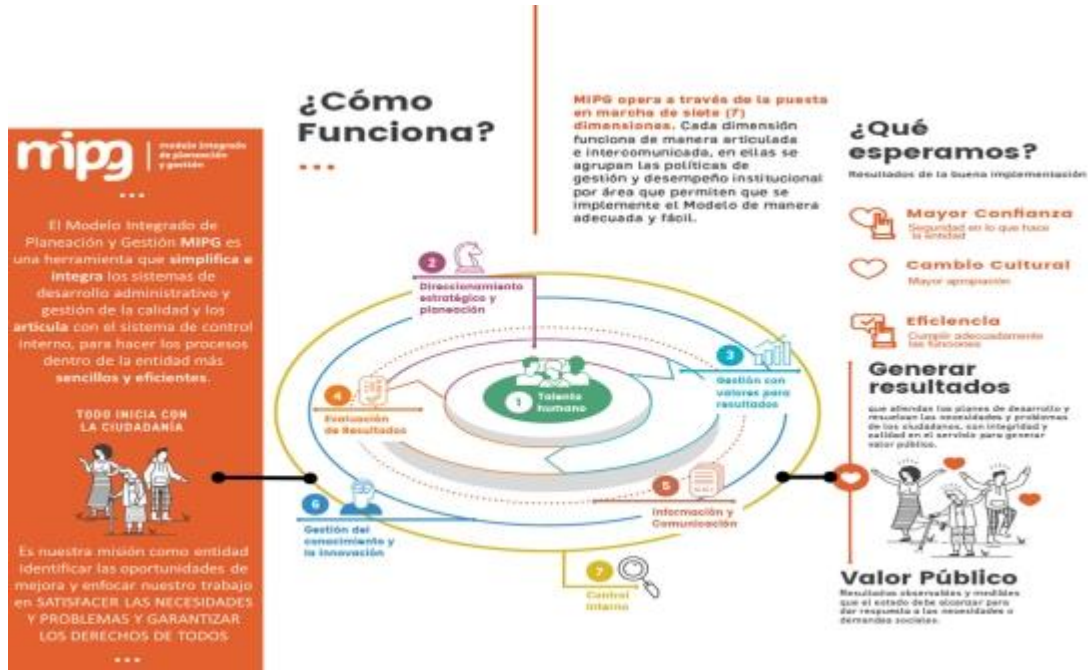 mipg
modelo integrado
de planeación
y gestión
El Modelo Integrado de
Planeación y Gestión MIPG es
una herramienta que simplifica e
integra los sistemas de
desarrollo administrativo y
gestión de la calidad y los
articula con el sistema de control
interno, para hacer los procesos
dentro de la entidad más
sencillos y eficientes.
TODO INICIA CON
LA CIUDADANÍA
Es nuestra misión como entidad
identificar las oportunidades de
mejora y enfocar nuestro trabajo
en SATISFACER LAS NECESIDADES
Y PROBLEMAS Y GARANTIZAR
LOS DERECHOS DE TODOS
¿Cómo
Funciona?
MIPG opera a través de la puesta
en marcha de siete (7)
dimensiones. Cada dimensión
funciona de manera articulada
e intercomunicada, en ellas se
agrupan las políticas de
gestión y desempeño institucional
por área que permiten que se
implemente el Modelo de manera
adecuada y fácil.
2
Direccionamiento
estratégico y
planeación
3
Gestión con
valores para
resultados
1
Talento
humano
4
Evaluación
de Resultados
5
Información y
Comunicación
6
Gestión del
conocimiento y
la innovación
7
Control
Interno
¿Qué
esperamos?
Resultados de la buena implementación
Mayor Confianza
Seguridad en lo que hace
la entidad
Cambio Cultural
Mayor apropiación
Eficiencia
Cumplir adecuadamente
las funciones
Generar
resultados
que atiendan los planes de desarrollo y
resuelvan las necesidades y problemas
de los ciudadanos, con integridad y
calidad en el servicio para generar
valor público.
Valor Público
Resultados observables y medibles
que el estado debe alcanzar para
dar respuesta a las necesidades o
demandas sociales.